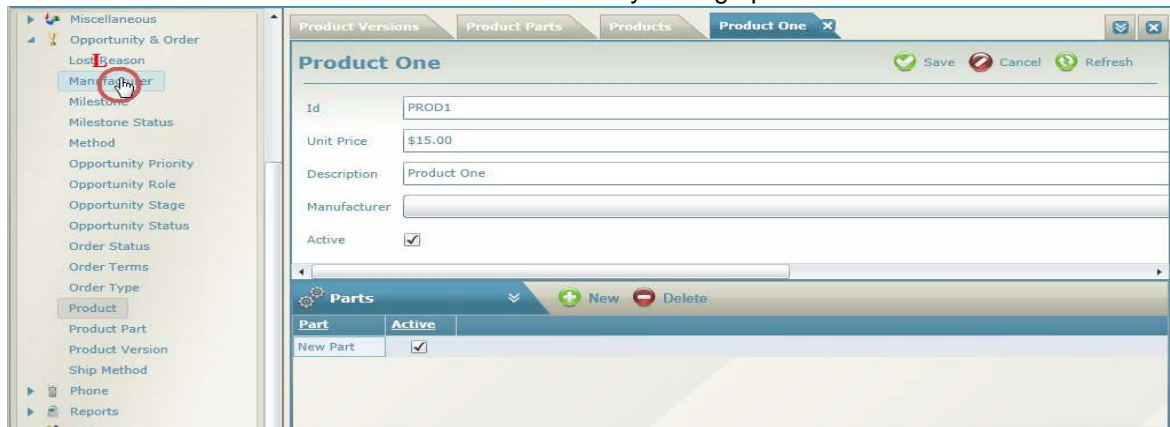 Miscellaneous
Opportunity & Order
Lost Reason
L
Manufacturer
Milestone
Milestone Status
Method
Opportunity Priority
Opportunity Role
Opportunity Stage
Opportunity Status
Order Status
Order Terms
Order Type
Product
Product Part
Product Version
Ship Method
Phone
Reports
Product Versions Product Parts Products Product One
Product One Save Cancel Refresh
Id PROD1
Unit Price $15.00
Description Product One
Manufacturer
Active
Parts New Delete
Part Active
New Part